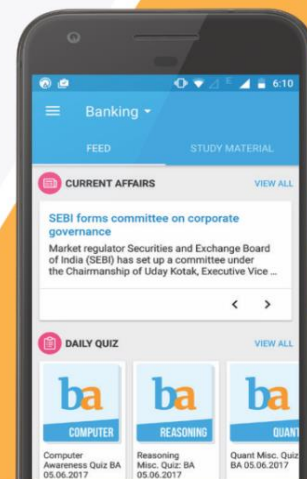 6:10
Banking
FEED
STUDY MATERIAL
CURRENT AFFAIRS
VIEW ALL
SEBI forms committee on corporate
governance
Market regulator Securities and Exchange Board
of India (SEBI) has set up a committee under
the Chairmanship of Uday Kotak, Executive Vice ...
DAILY QUIZ
VIEW ALL
ba
COMPUTER
ba
REASONING
ba
QUANT
Computer
Awareness Quiz BA
05.06.2017
Reasoning
Misc. Quiz: BA
05.06.2017
Quant Misc. Quiz
BA 05.06.2017